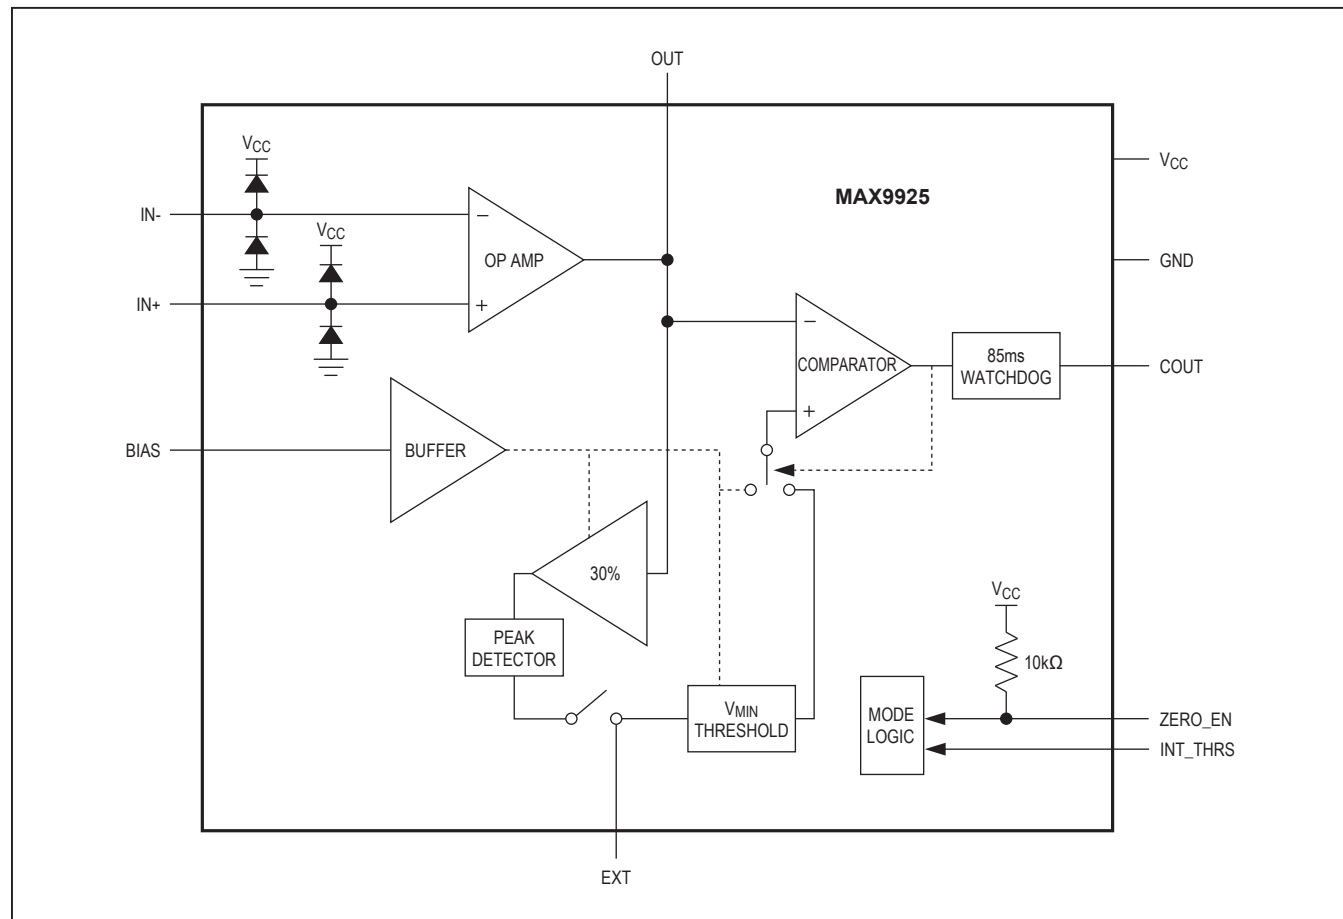 OUT
VCC
VCC
MAX9925
IN-
−
VCC
OP AMP
GND
IN+
+
−
COMPARATOR
85ms
WATCHDOG
COUT
+
BIAS
BUFFER
30%
VCC
PEAK
DETECTOR
10kΩ
VMIN
THRESHOLD
MODE
LOGIC
ZERO_EN
INT_THRS
EXT